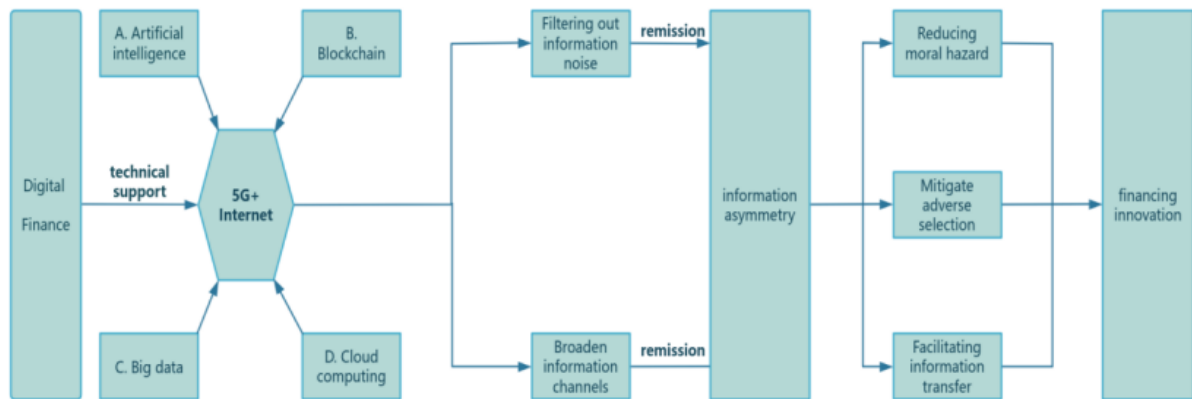 Digital
Finance
A. Artificial
intelligence
B.
Blockchain
technical
support
5G+
Internet
C. Big data
D. Cloud
computing
Filtering out
information
noise
remission
Broaden
information
channels
remission
information
asymmetry
Reducing
moral hazard
Mitigate
adverse
selection
Facilitating
information
transfer
financing
innovation